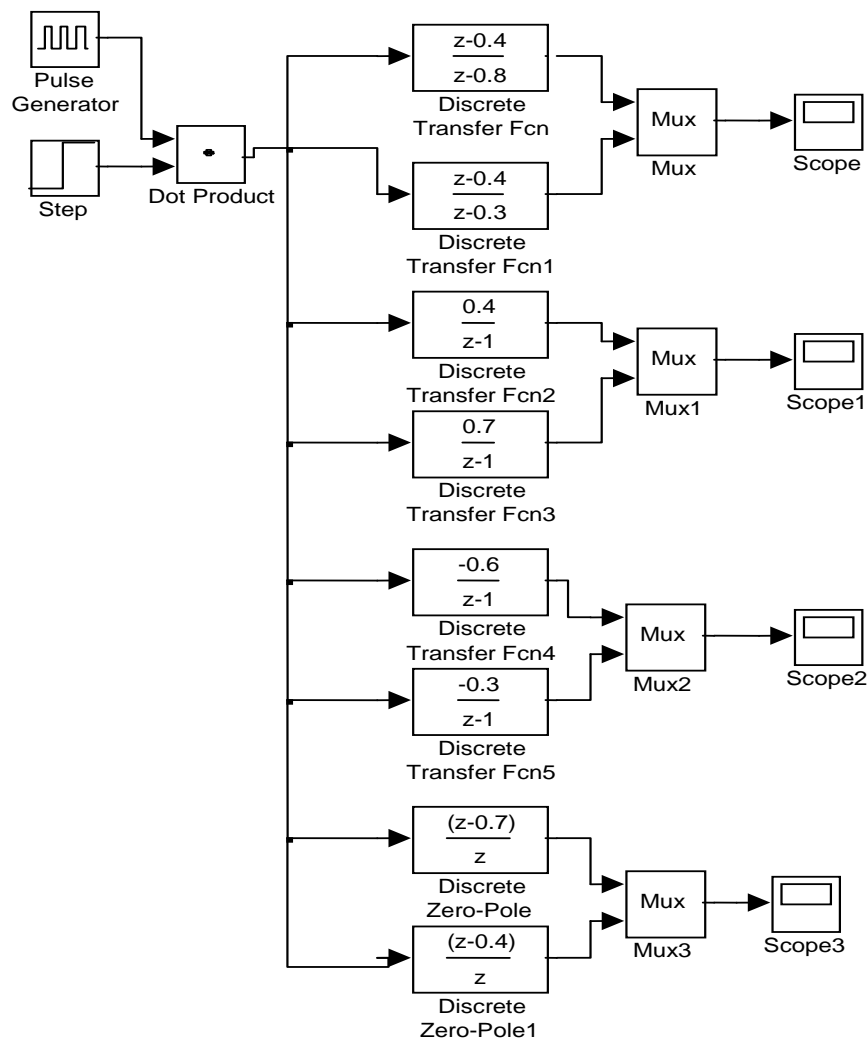 Pulse
Generator
Step
Dot Product
z-0.4
z-0.8
Discrete
Transfer Fcn
z-0.4
z-0.3
Discrete
Transfer Fcn1
Mux
Mux
Scope
0.4
z-1
Discrete
Transfer Fcn2
0.7
z-1
Discrete
Transfer Fcn3
Mux
Mux1
Scope1
-0.6
z-1
Discrete
Transfer Fcn4
-0.3
z-1
Discrete
Transfer Fcn5
Mux
Mux2
Scope2
(z-0.7)
z
Discrete
Zero-Pole
(z-0.4)
z
Discrete
Zero-Pole1
Mux
Mux3
Scope3